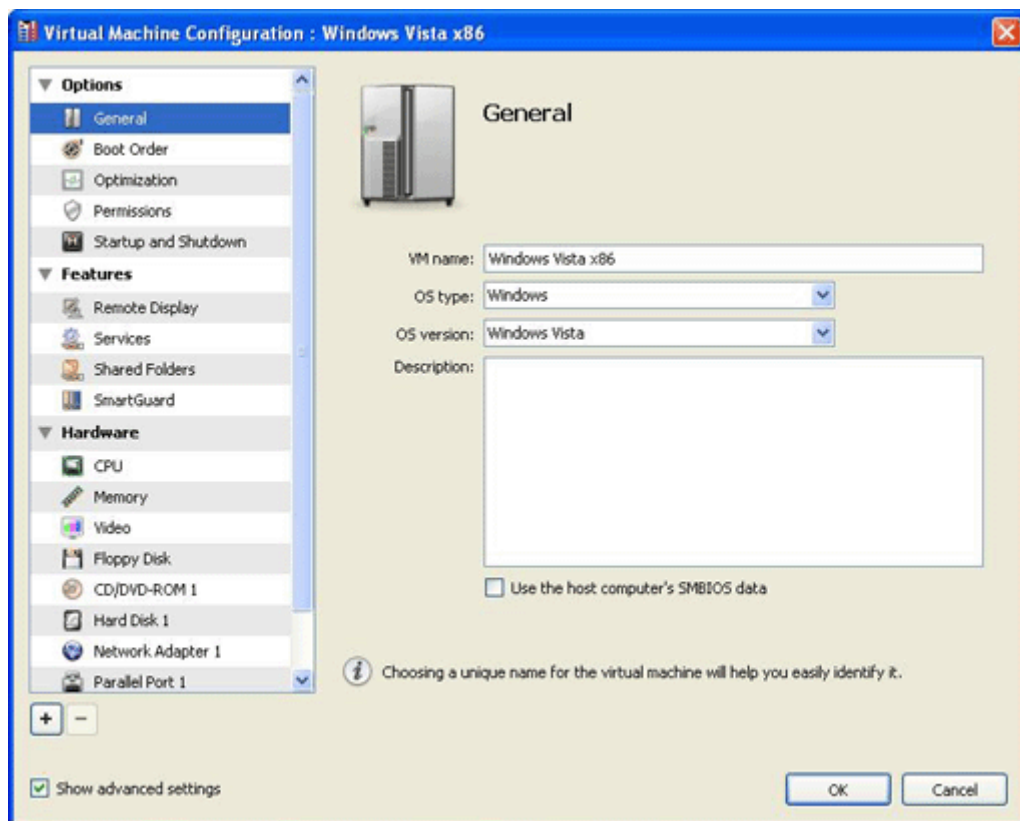 Virtual Machine Configuration : Windows Vista x86
Options
General
Boot Order
Optimization
Permissions
Startup and Shutdown
Features
Remote Display
Services
Shared Folders
SmartGuard
Hardware
CPU
Memory
Video
Floppy Disk
CD/DVD-ROM 1
Hard Disk 1
Network Adapter 1
Parallel Port 1
Show advanced settings
General
VM name: Windows Vista x86
OS type: Windows
OS version: Windows Vista
Description:
Use the host computer's SMBIOS data
Choosing a unique name for the virtual machine will help you easily identify it.
OK
Cancel